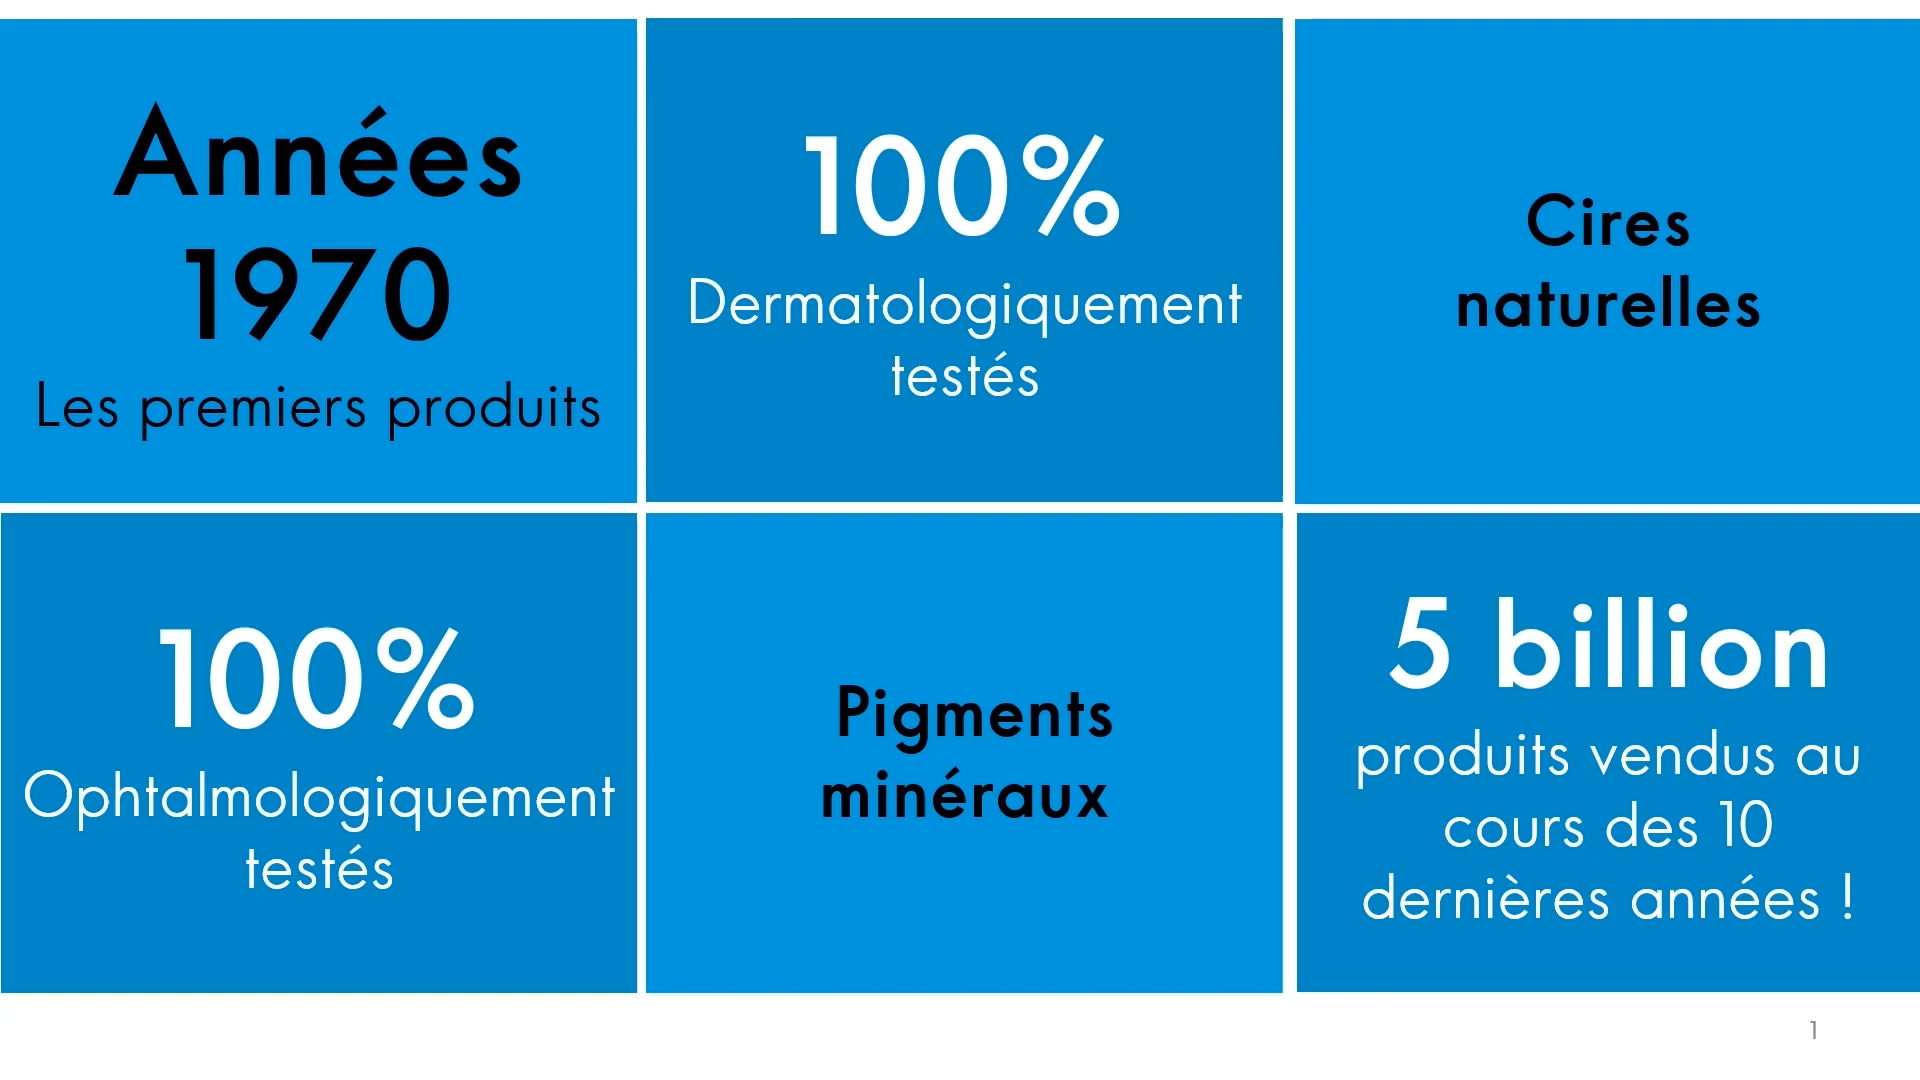 Années
1970
Les premiers produits
100%
Dermatologiquement
testés
Cires
naturelles
100%
Ophtalmologiquement
testés
Pigments
minéraux
5 billion
produits vendus au
cours des 10
dernières années !
1